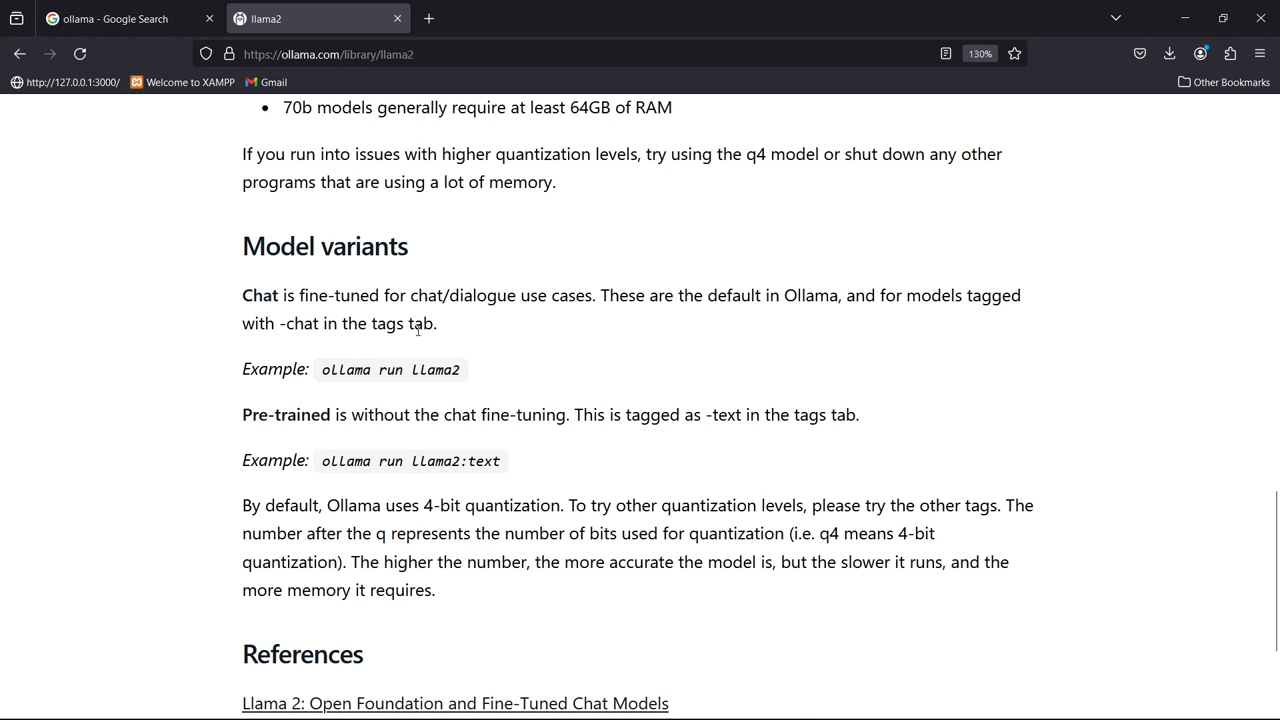 ollama - Google Search
llama2
https://ollama.com/library/llama2
130%
http://127.0.0.1:3000/
Welcome to XAMPP
Gmail
Other Bookmarks
• 70b models generally require at least 64GB of RAM
If you run into issues with higher quantization levels, try using the q4 model or shut down any other
programs that are using a lot of memory.
Model variants
Chat is fine-tuned for chat/dialogue use cases. These are the default in Ollama, and for models tagged
with -chat in the tags tab.
Example: ollama run llama2
Pre-trained is without the chat fine-tuning. This is tagged as -text in the tags tab.
Example: ollama run llama2:text
By default, Ollama uses 4-bit quantization. To try other quantization levels, please try the other tags. The
number after the q represents the number of bits used for quantization (i.e. q4 means 4-bit
quantization). The higher the number, the more accurate the model is, but the slower it runs, and the
more memory it requires.
References
Llama 2: Open Foundation and Fine-Tuned Chat Models